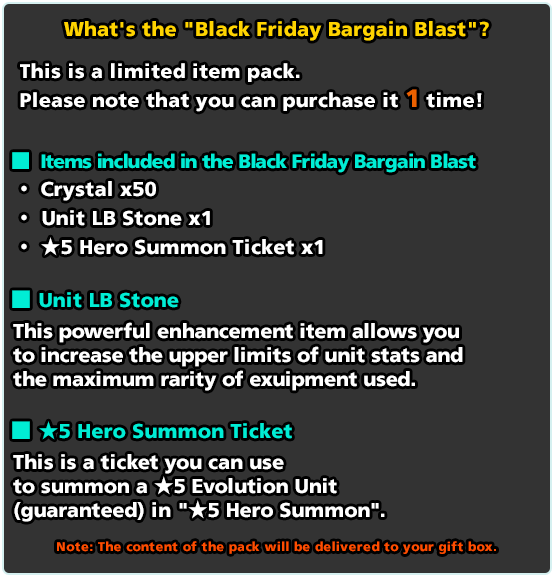 What's the "Black Friday Bargain Blast"?
This is a limited item pack.
Please note that you can purchase it 1 time!
■ Items included in the Black Friday Bargain Blast
• Crystal x50
• Unit LB Stone x1
• ★5 Hero Summon Ticket x1
■ Unit LB Stone
This powerful enhancement item allows you
to increase the upper limits of unit stats and
the maximum rarity of exuipment used.
■ ★5 Hero Summon Ticket
This is a ticket you can use
to summon a ★5 Evolution Unit
(guaranteed) in "★5 Hero Summon".
Note: The content of the pack will be delivered to your gift box.